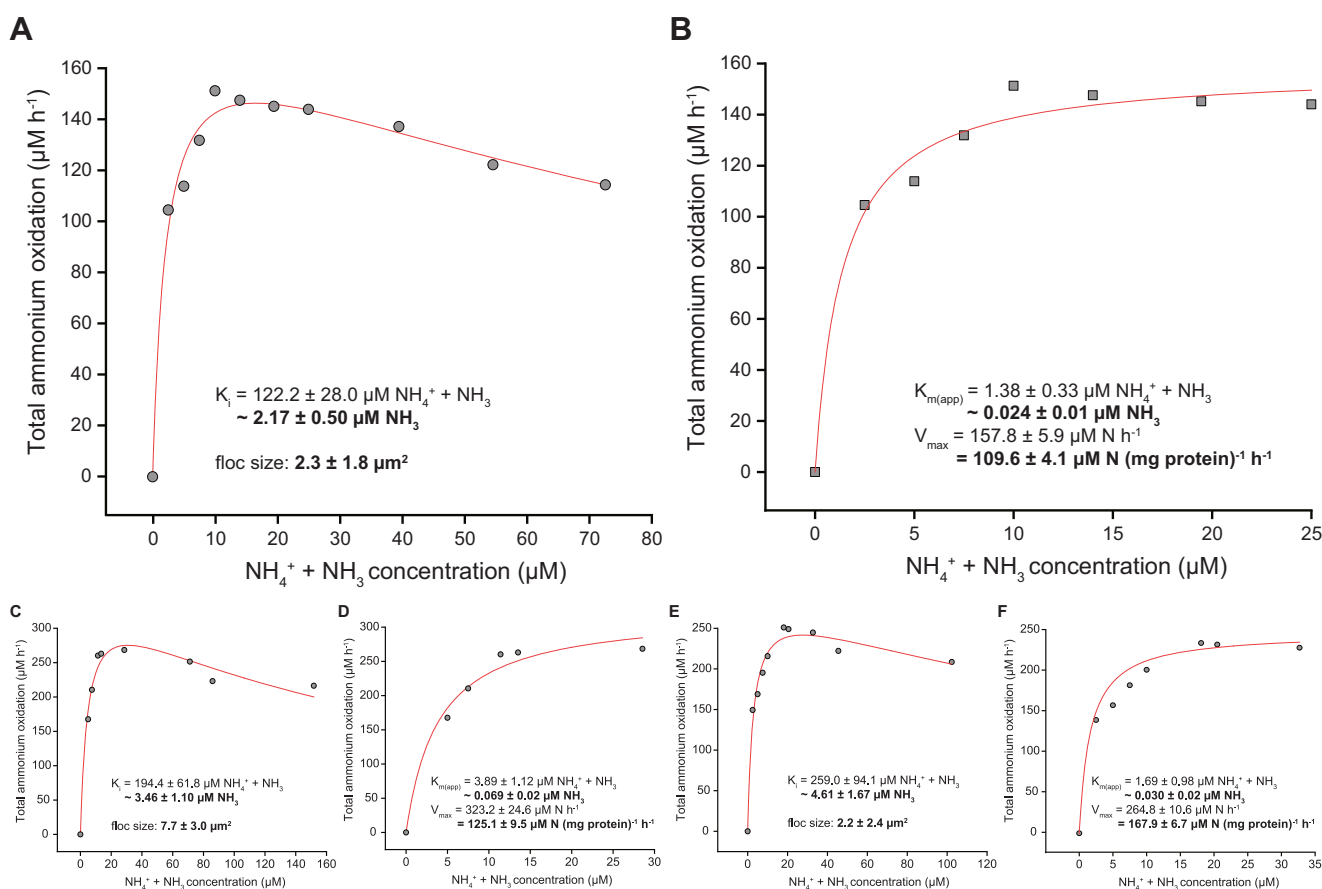 A
Total ammonium oxidation (µM h⁻¹)
160
140
120
100
80
60
40
20
0
Kᵢ = 122.2 ± 28.0 µM NH₄⁺ + NH₃
~ 2.17 ± 0.50 µM NH₃
floc size: 2.3 ± 1.8 µm²
0 10 20 30 40 50 60 70 80
NH₄⁺ + NH₃ concentration (µM)
B
Total ammonium oxidation (µM h⁻¹)
160
140
120
100
80
60
40
20
0
Kₘ₍ₐₚₚ₎ = 1.38 ± 0.33 µM NH₄⁺ + NH₃
~ 0.024 ± 0.01 µM NH₃
Vₘₐₓ = 157.8 ± 5.9 µM N h⁻¹
= 109.6 ± 4.1 µM N (mg protein)⁻¹ h⁻¹
0 5 10 15 20 25
NH₄⁺ + NH₃ concentration (µM)
C
Total ammonium oxidation (µM h⁻¹)
300
250
200
150
100
50
0
Kᵢ = 194.4 ± 61.8 µM NH₄⁺ + NH₃
~ 3.46 ± 1.10 µM NH₃
floc size: 7.7 ± 3.0 µm²
0 20 40 60 80 100 120 140 160
NH₄⁺ + NH₃ concentration (µM)
D
Total ammonium oxidation (µM h⁻¹)
300
250
200
150
100
50
0
Kₘ₍ₐₚₚ₎ = 3,89 ± 1,12 µM NH₄⁺ + NH₃
~ 0.069 ± 0.02 µM NH₃
Vₘₐₓ = 323.2 ± 24.6 µM N h⁻¹
= 125.1 ± 9.5 µM N (mg protein)⁻¹ h⁻¹
0 5 10 15 20 25 30
NH₄⁺ + NH₃ concentration (µM)
E
Total ammonium oxidation (µM h⁻¹)
250
200
150
100
50
0
Kᵢ = 259.0 ± 94.1 µM NH₄⁺ + NH₃
~ 4.61 ± 1.67 µM NH₃
floc size: 2.2 ± 2.4 µm²
0 20 40 60 80 100 120
NH₄⁺ + NH₃ concentration (µM)
F
Total ammonium oxidation (µM h⁻¹)
300
250
200
150
100
50
0
Kₘ₍ₐₚₚ₎ = 1.69 ± 0.98 µM NH₄⁺ + NH₃
~ 0.030 ± 0.02 µM NH₃
Vₘₐₓ = 264.8 ± 10.6 µM N h⁻¹
= 167.9 ± 6.7 µM N (mg protein)⁻¹ h⁻¹
0 5 10 15 20 25 30 35
NH₄⁺ + NH₃ concentration (µM)